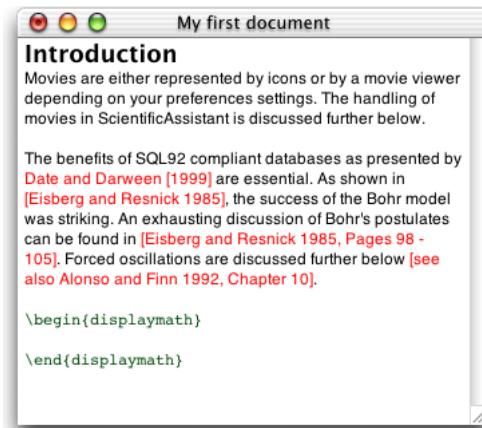 My first document
Introduction
Movies are either represented by icons or by a movie viewer
depending on your preferences settings. The handling of
movies in ScientificAssistant is discussed further below.
The benefits of SQL92 compliant databases as presented by
Date and Darween [1999] are essential. As shown in
[Eisberg and Resnick 1985], the success of the Bohr model
was striking. An exhausting discussion of Bohr's postulates
can be found in [Eisberg and Resnick 1985, Pages 98 -
105]. Forced oscillations are discussed further below [see
also Alonso and Finn 1992, Chapter 10].
\begin{displaymath}
\end{displaymath}